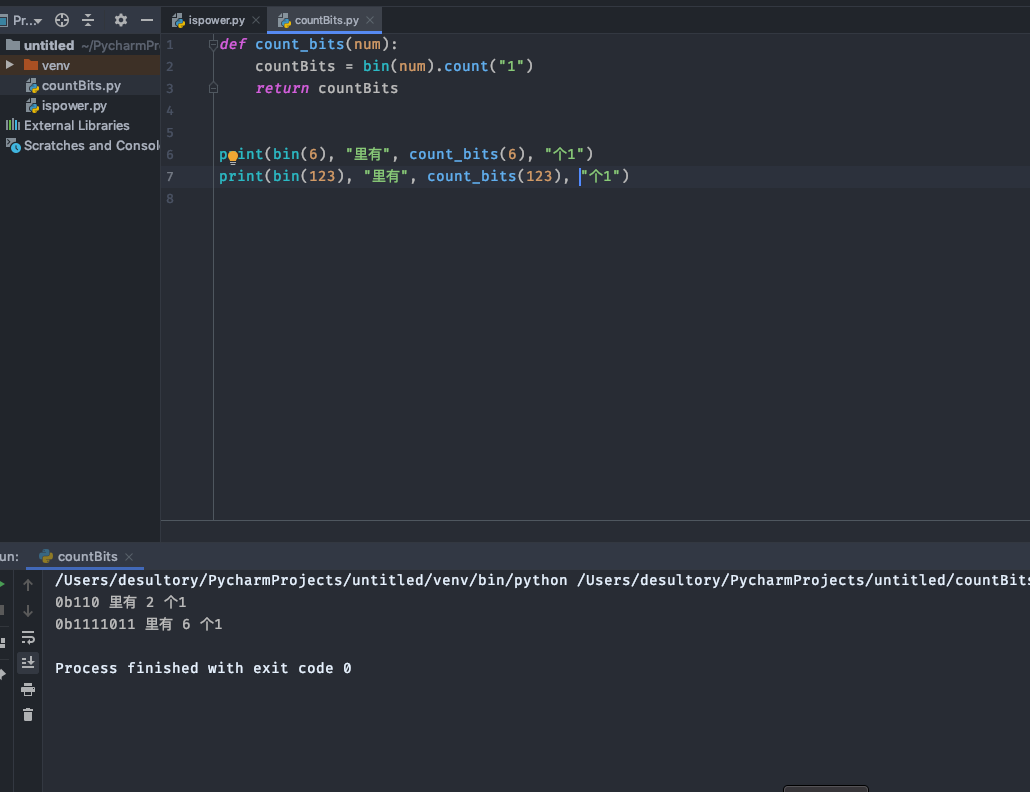 Pr...
ispower.py
countBits.py
untitled ~/PycharmPr
venv
countBits.py
ispower.py
External Libraries
Scratches and Consol
1 def count_bits(num):
2 countBits = bin(num).count("1")
3 return countBits
4
5
6 print(bin(6), "里有", count_bits(6), "个1")
7 print(bin(123), "里有", count_bits(123), "个1")
8
un: countBits
/Users/desultory/PycharmProjects/untitled/venv/bin/python /Users/desultory/PycharmProjects/untitled/countBits
0b110 里有 2 个1
0b1111011 里有 6 个1
Process finished with exit code 0